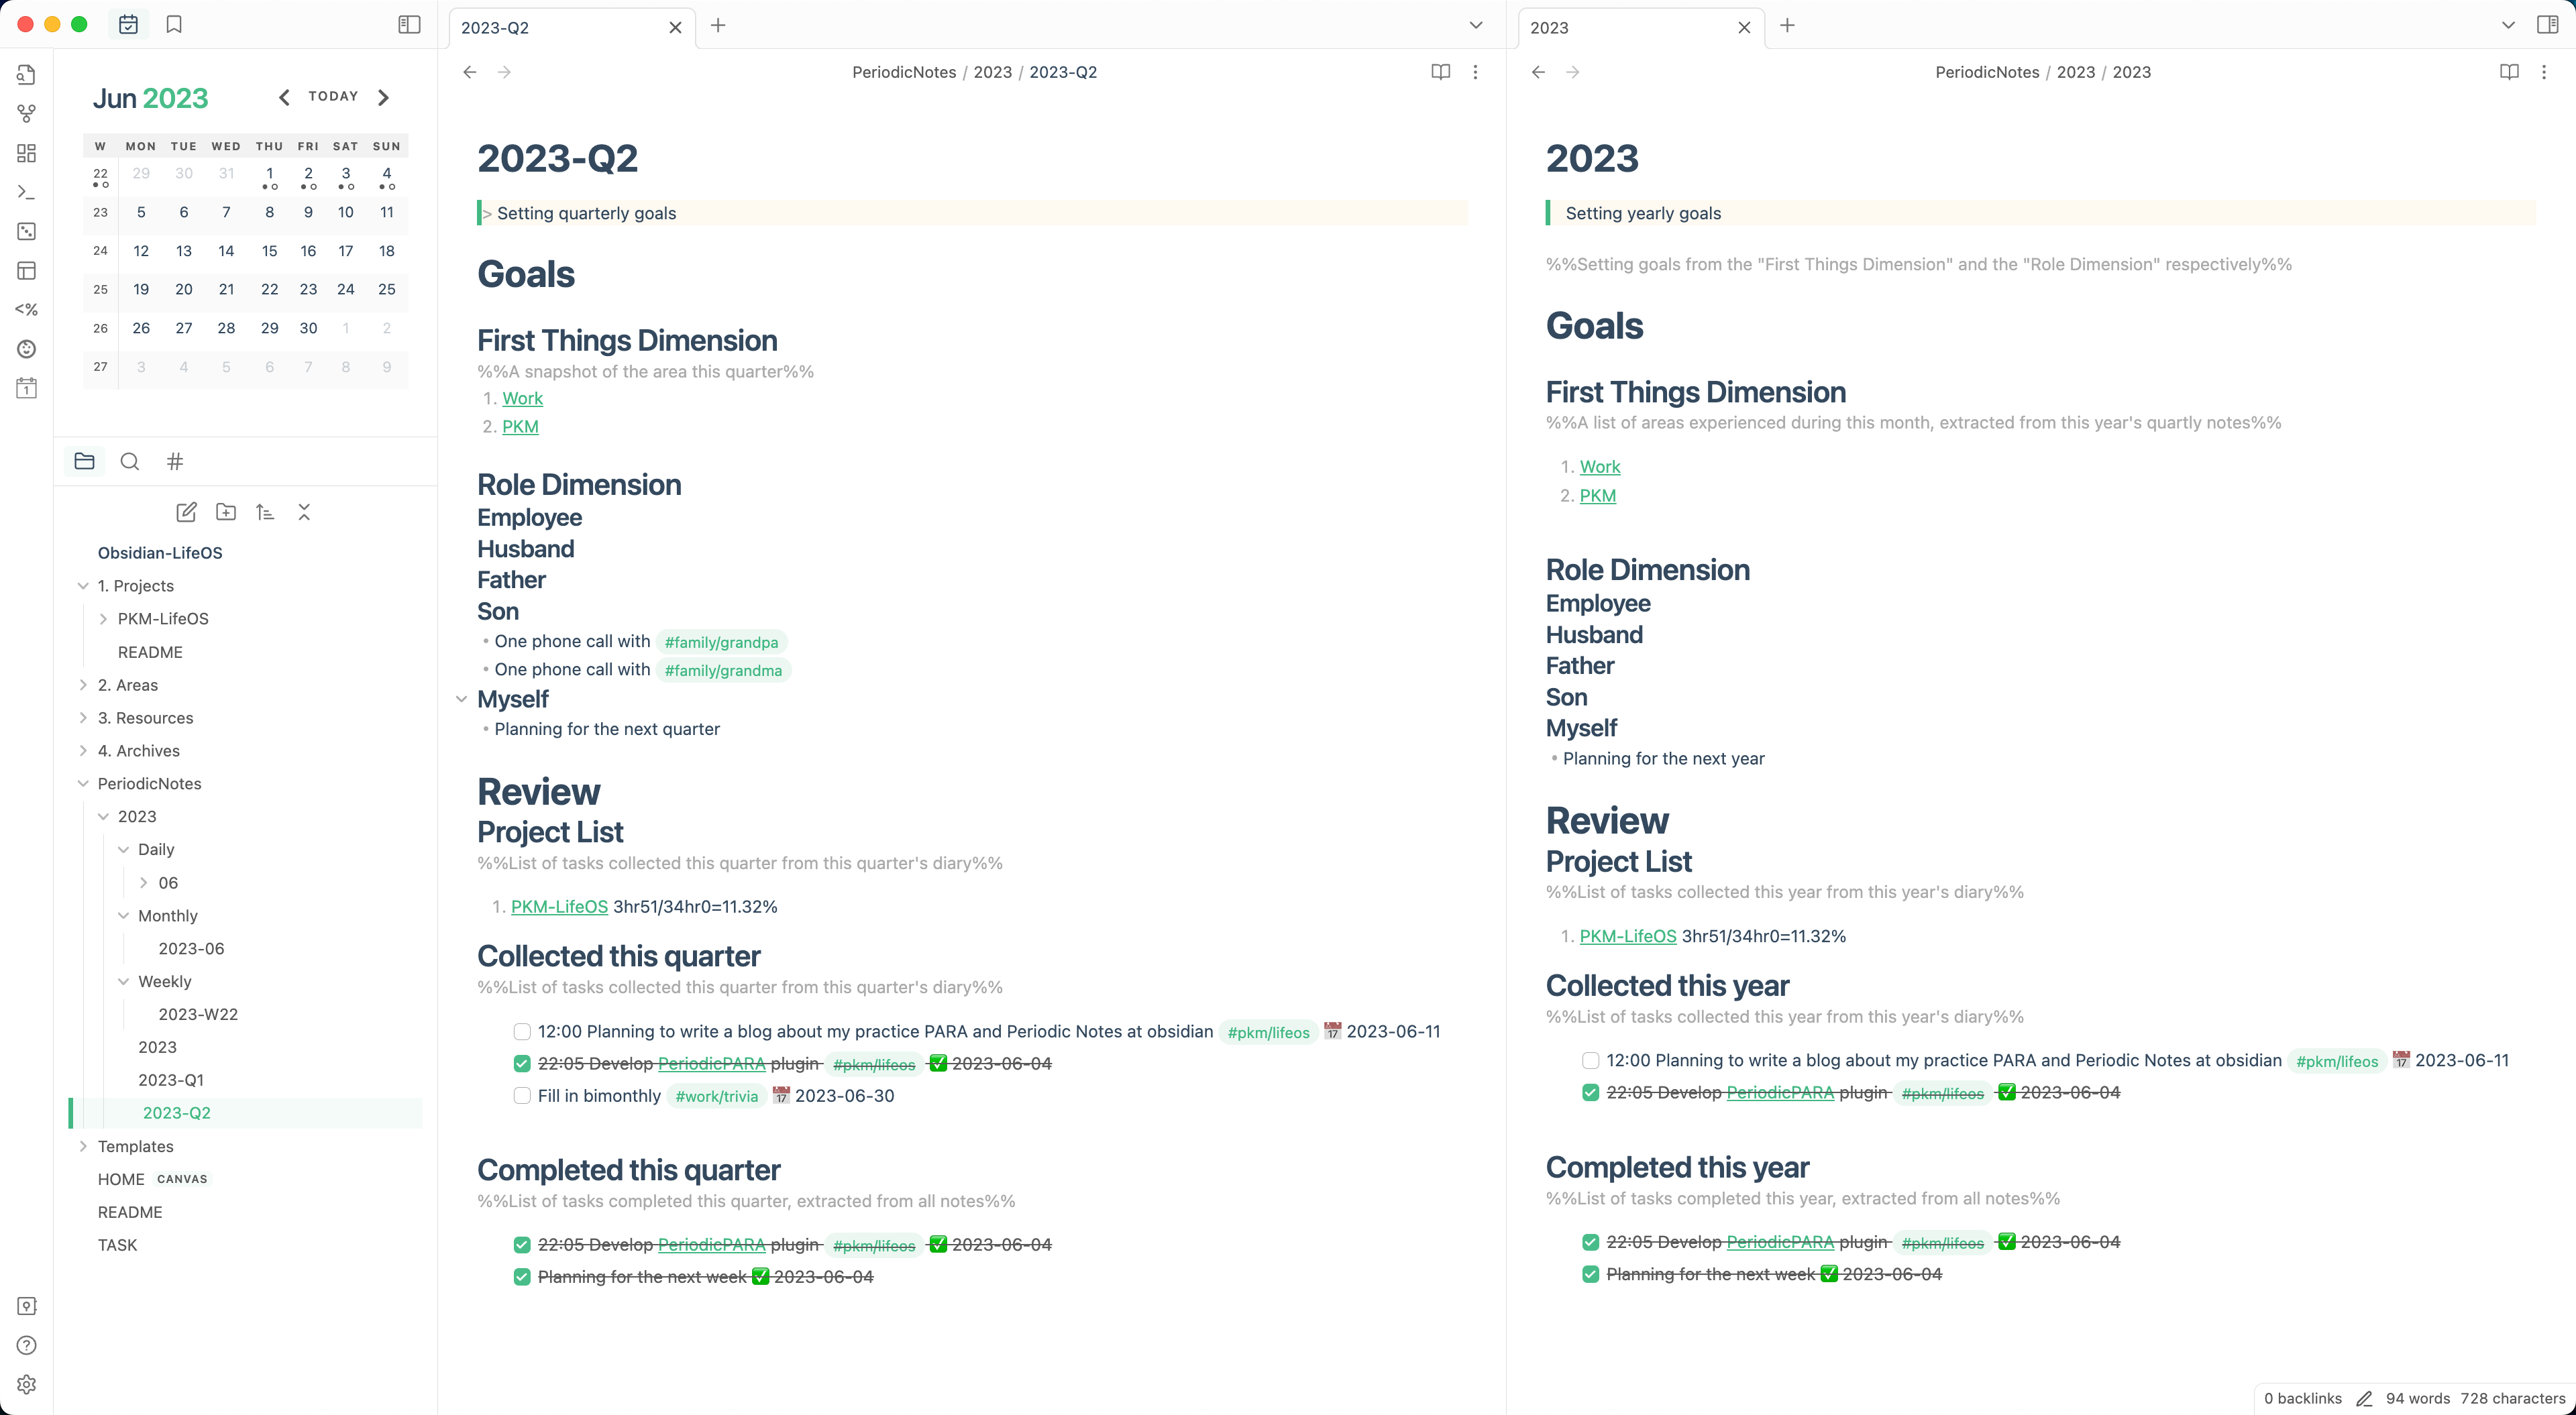 2023-Q2
2023
Jun 2023
TODAY
W MON TUE WED THU FRI SAT SUN
22 29 30 31 1 2 3 4
23 5 6 7 8 9 10 11
24 12 13 14 15 16 17 18
25 19 20 21 22 23 24 25
26 26 27 28 29 30 1 2
27 3 4 5 6 7 8 9
<%
1
#
Obsidian-LifeOS
1. Projects
PKM-LifeOS
README
2. Areas
3. Resources
4. Archives
PeriodicNotes
2023
Daily
06
Monthly
2023-06
Weekly
2023-W22
2023
2023-Q1
2023-Q2
Templates
HOME CANVAS
README
TASK
PeriodicNotes / 2023 / 2023-Q2
2023-Q2
> Setting quarterly goals
Goals
First Things Dimension
%%A snapshot of the area this quarter%%
1. Work
2. PKM
Role Dimension
Employee
Husband
Father
Son
• One phone call with #family/grandpa
• One phone call with #family/grandma
Myself
• Planning for the next quarter
Review
Project List
%%List of tasks collected this quarter from this quarter's diary%%
1. PKM-LifeOS 3hr51/34hr0=11.32%
Collected this quarter
%%List of tasks collected this quarter from this quarter's diary%%
12:00 Planning to write a blog about my practice PARA and Periodic Notes at obsidian #pkm/lifeos 📅 2023-06-11
22:05 Develop PeriodicPARA plugin #pkm/lifeos ✅ 2023-06-04
Fill in bimonthly #work/trivia 📅 2023-06-30
Completed this quarter
%%List of tasks completed this quarter, extracted from all notes%%
22:05 Develop PeriodicPARA plugin #pkm/lifeos ✅ 2023-06-04
Planning for the next week ✅ 2023-06-04
PeriodicNotes / 2023 / 2023
2023
Setting yearly goals
%%Setting goals from the "First Things Dimension" and the "Role Dimension" respectively%%
Goals
First Things Dimension
%%A list of areas experienced during this month, extracted from this year's quartly notes%%
1. Work
2. PKM
Role Dimension
Employee
Husband
Father
Son
Myself
• Planning for the next year
Review
Project List
%%List of tasks collected this year from this year's diary%%
1. PKM-LifeOS 3hr51/34hr0=11.32%
Collected this year
%%List of tasks collected this year from this year's diary%%
12:00 Planning to write a blog about my practice PARA and Periodic Notes at obsidian #pkm/lifeos 📅 2023-06-11
22:05 Develop PeriodicPARA plugin #pkm/lifeos ✅ 2023-06-04
Completed this year
%%List of tasks completed this year, extracted from all notes%%
22:05 Develop PeriodicPARA plugin #pkm/lifeos ✅ 2023-06-04
Planning for the next week ✅ 2023-06-04
0 backlinks 94 words 728 characters